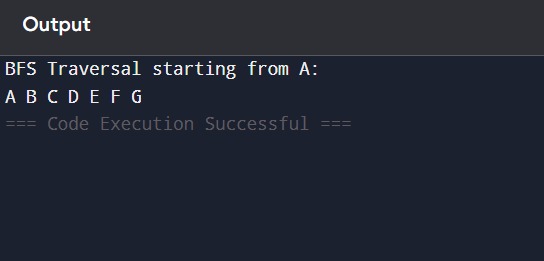 Output
BFS Traversal starting from A:
A B C D E F G
=== Code Execution Successful ===